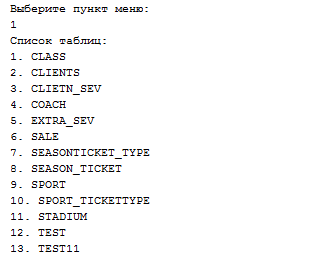 Выберите пункт меню:
1
Список таблиц:
1. CLASS
2. CLIENTS
3. CLIETN_SEV
4. COACH
5. EXTRA_SEV
6. SALE
7. SEASONTICKET_TYPE
8. SEASON_TICKET
9. SPORT
10. SPORT_TICKETTYPE
11. STADIUM
12. TEST
13. TEST11